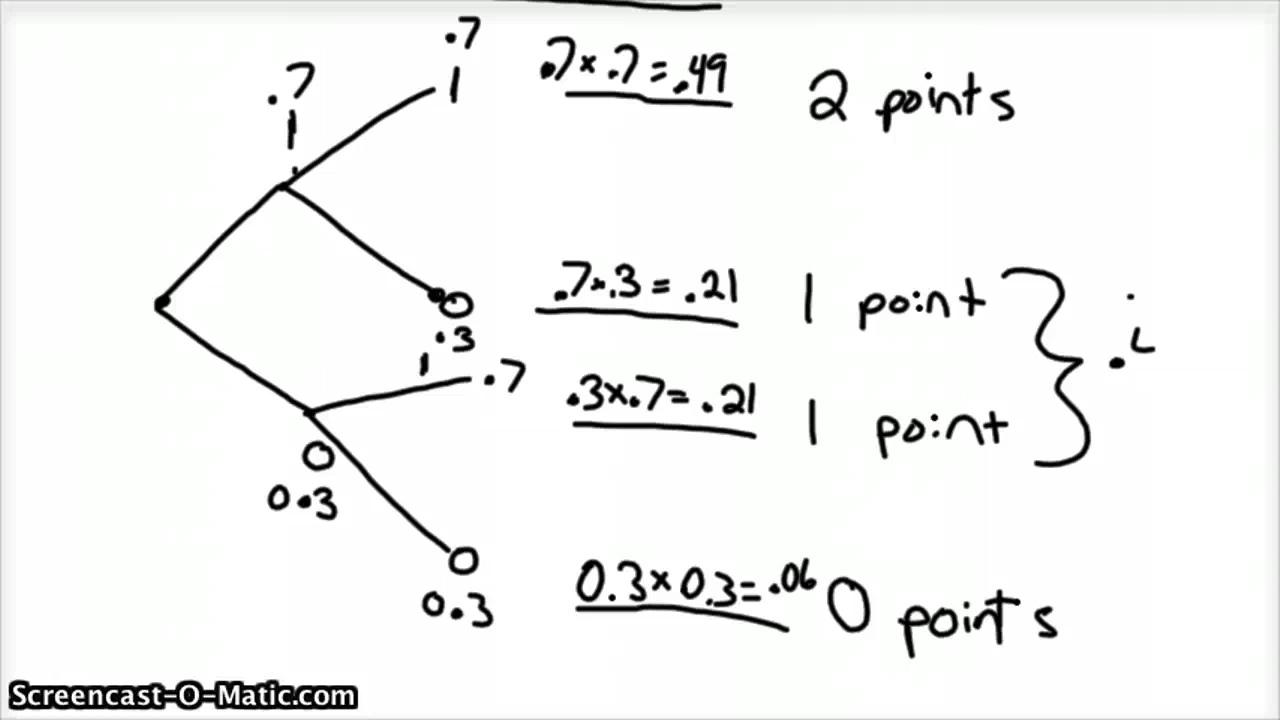 .7
.7 1 .7×.7=.49 2 points
1
.7×.3=.21 1 point
0
.3
1 .7 .3×.7=.21 1 point
0
0.3
0 0.3×0.3=.06 0 points
0.3
Screencast-O-Matic.com